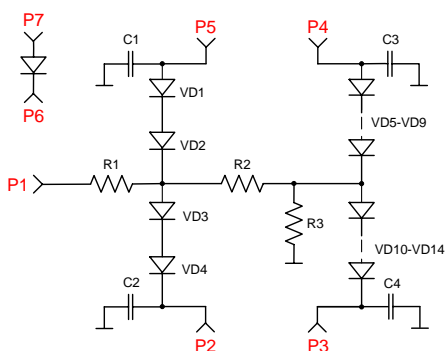 P7
P6
C1
P5
P4
C3
VD1
VD2
VD5-VD9
P1
R1
R2
R3
VD3
VD4
VD10-VD14
C2
C4
P2
P3